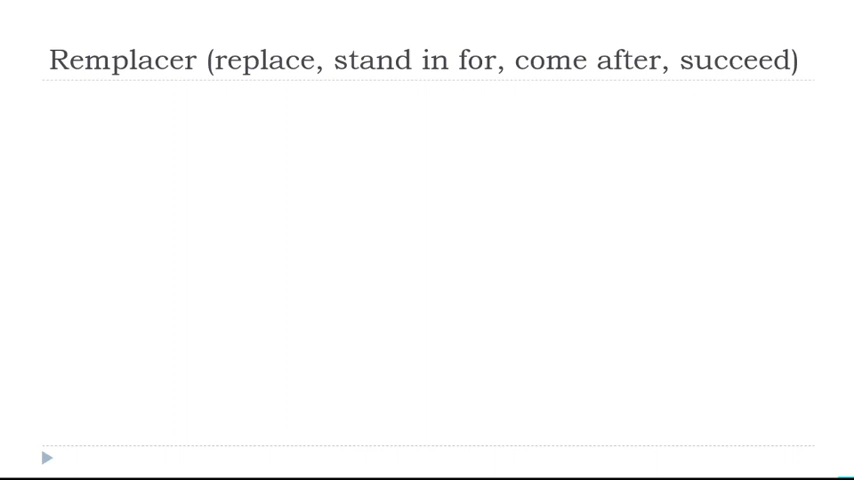 Remplacer (replace, stand in for, come after, succeed)